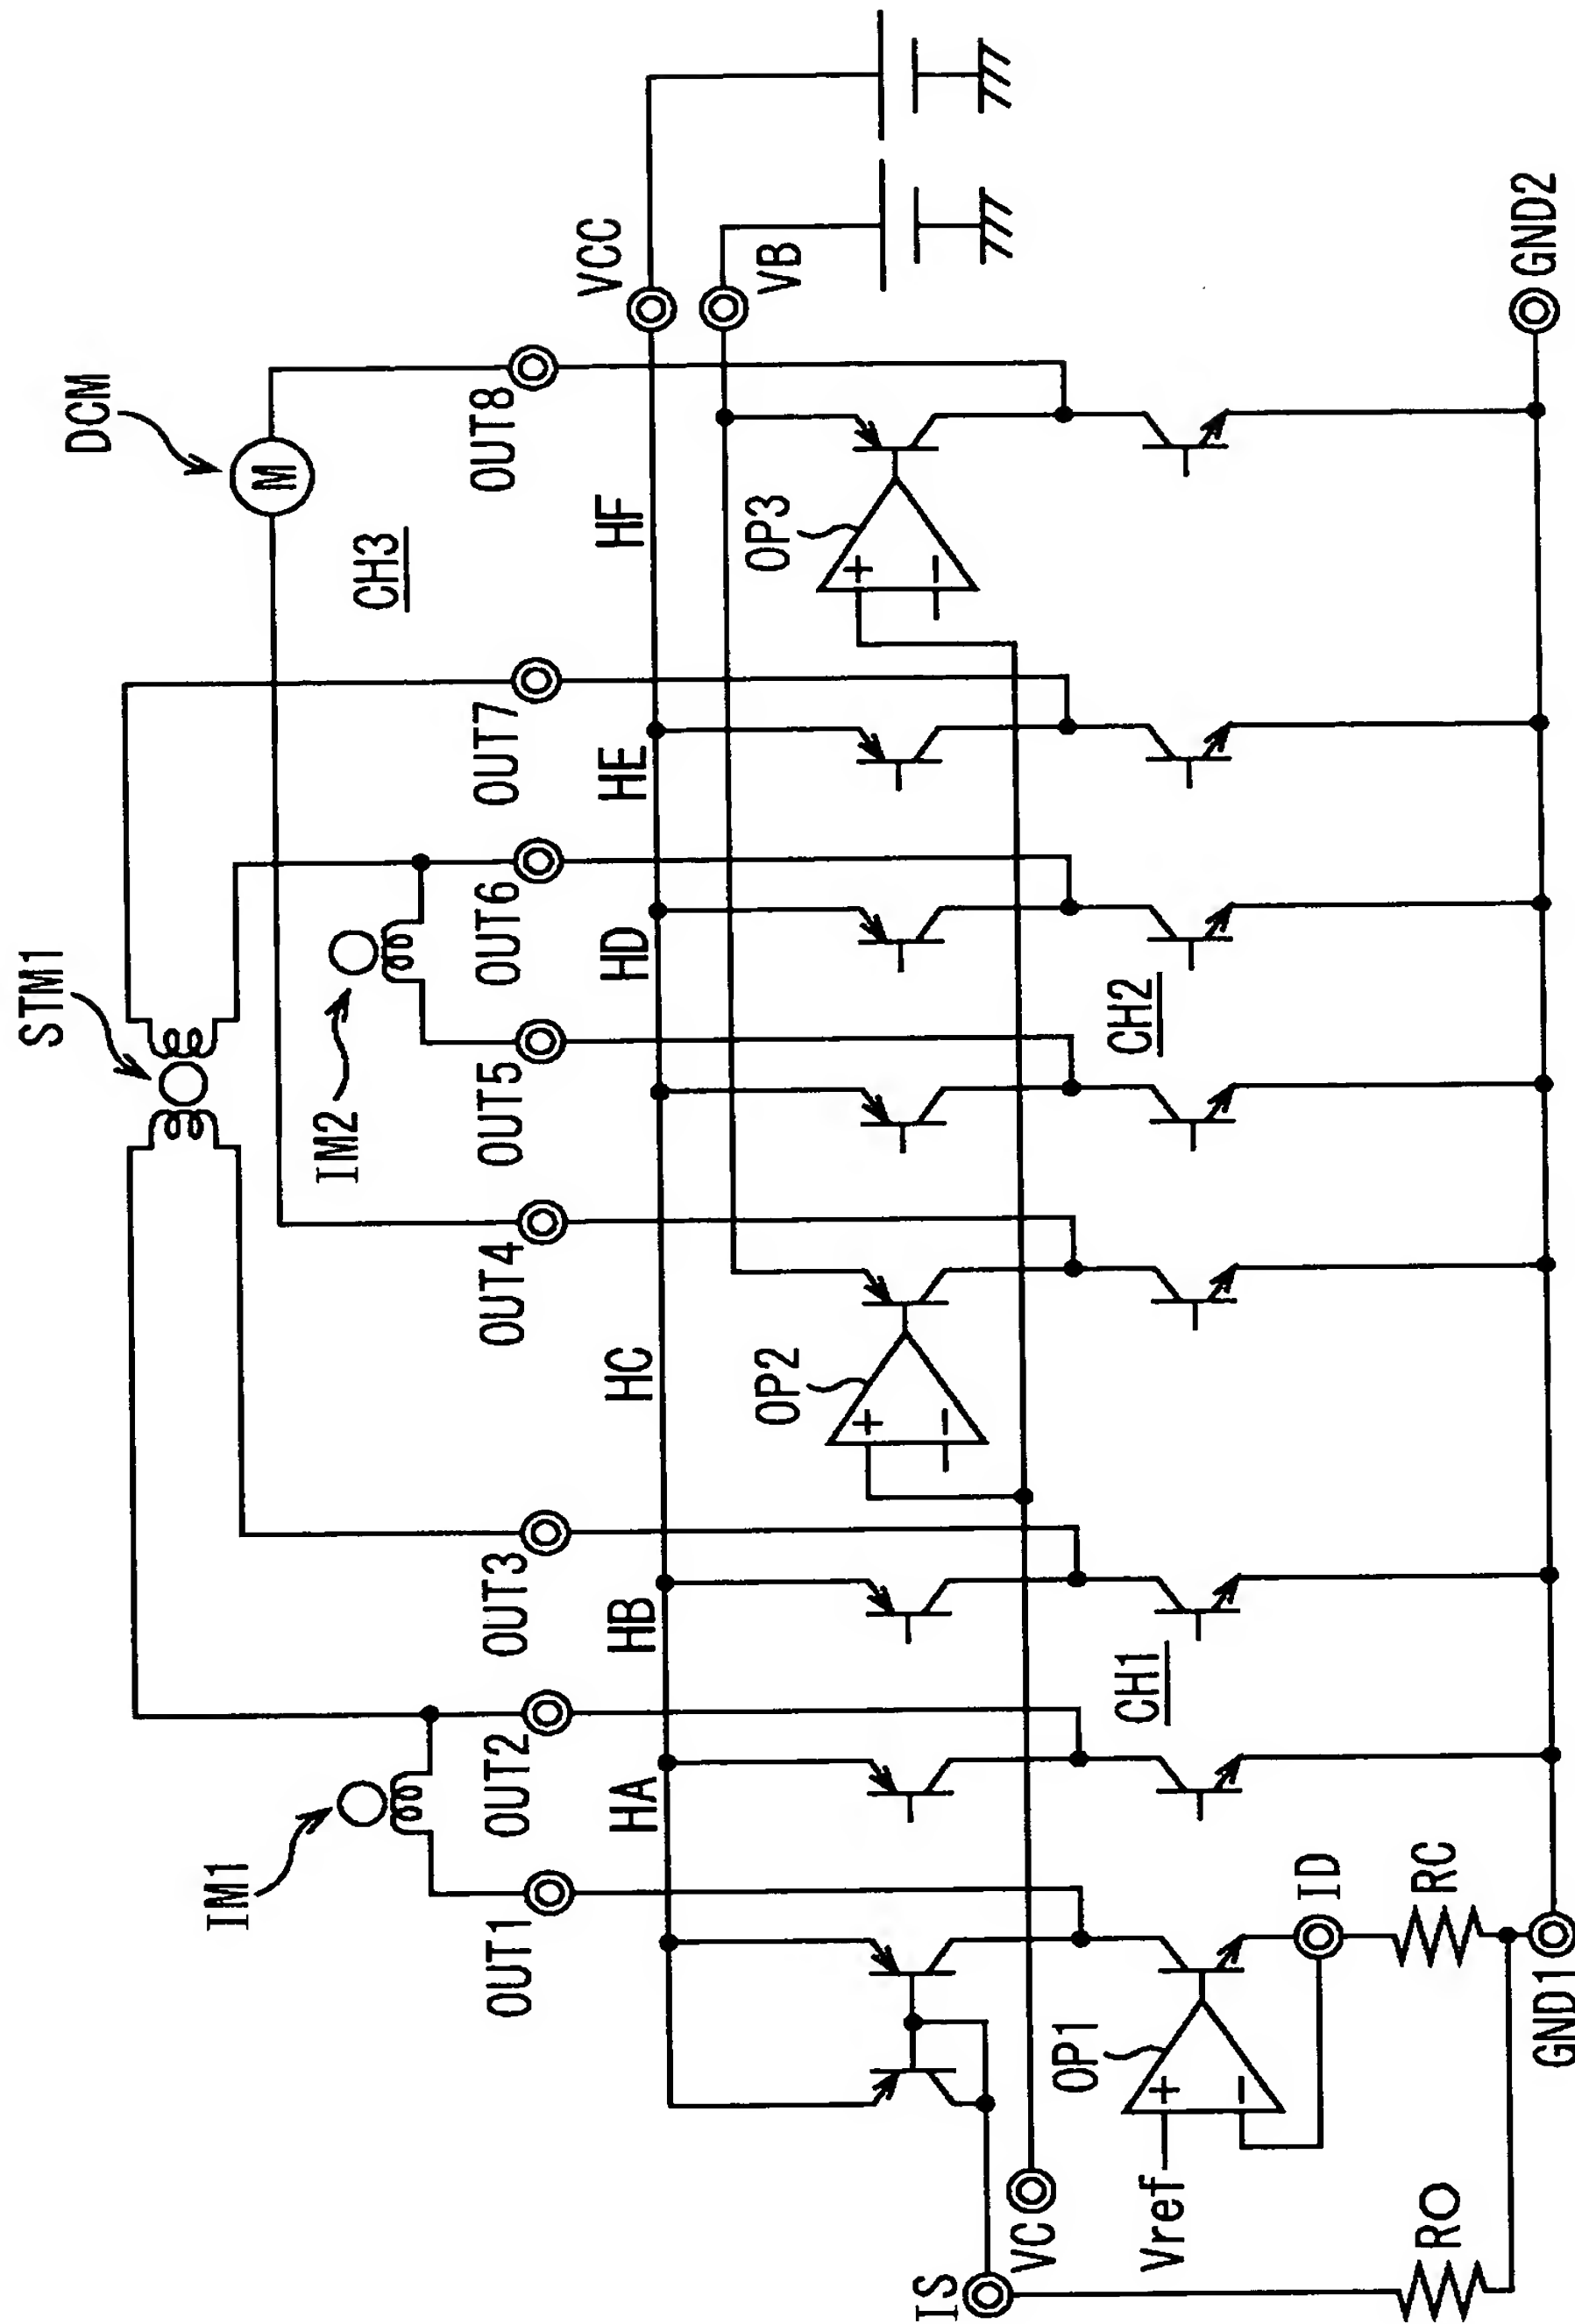 STM1
DCM
IM1
IM2
CH3
OUT1
OUT2
OUT3
OUT4
OUT5
OUT6
OUT7
OUT8
HA
HB
HC
HD
HE
HF
VCC
VB
OP2
+
−
OP3
+
−
IS
VC
OP1
Vref
+
−
CH1
CH2
ID
RO
RC
GND1
GND2
M